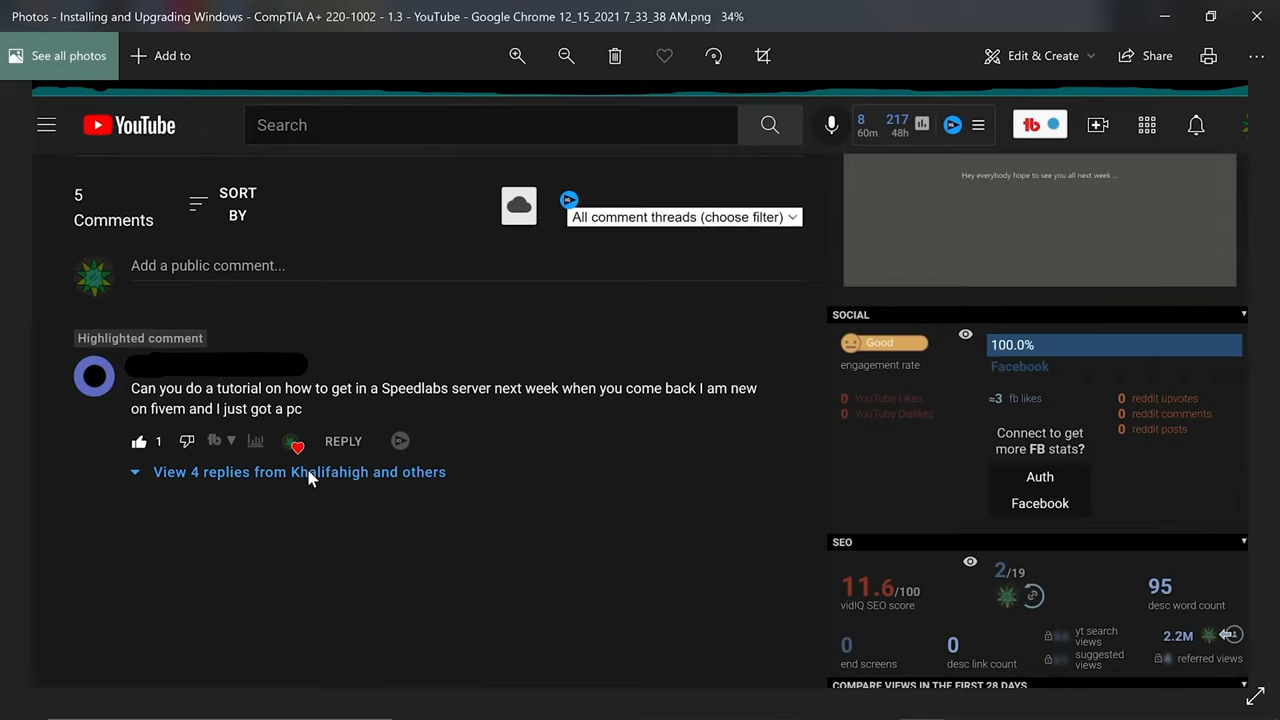 Photos - Installing and Upgrading Windows - CompTIA A+ 220-1002 - 1.3 - YouTube - Google Chrome 12_15_2021 7_33_38 AM.png 34%
See all photos
Add to
Edit & Create
Share
YouTube
Search
8
60m
217
48h
tb
5
Comments
SORT
BY
All comment threads (choose filter)
Add a public comment...
Highlighted comment
Can you do a tutorial on how to get in a Speedlabs server next week when you come back I am new
on fivem and I just got a pc
1
tb
REPLY
View 4 replies from Khalifahigh and others
Hey everybody hope to see you all next week ...
SOCIAL
Good
engagement rate
0 YouTube Likes
0 YouTube Dislikes
100.0%
Facebook
≈3 fb likes
Connect to get
more FB stats?
Auth
Facebook
0 reddit upvotes
0 reddit comments
0 reddit posts
SEO
11.6/100
vidIQ SEO score
2/19
95
desc word count
0
end screens
0
desc link count
yt search
views
suggested
views
2.2M
referred views
COMPARE VIEWS IN THE FIRST 28 DAYS